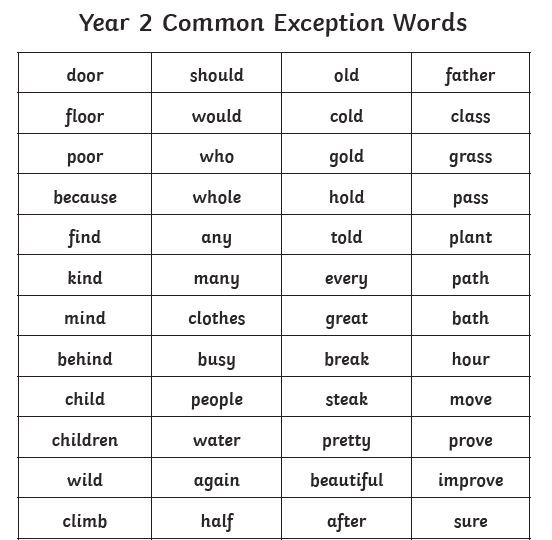 Year 2 Common Exception Words
door should old father
floor would cold class
poor who gold grass
because whole hold pass
find any told plant
kind many every path
mind clothes great bath
behind busy break hour
child people steak move
children water pretty prove
wild again beautiful improve
climb half after sure